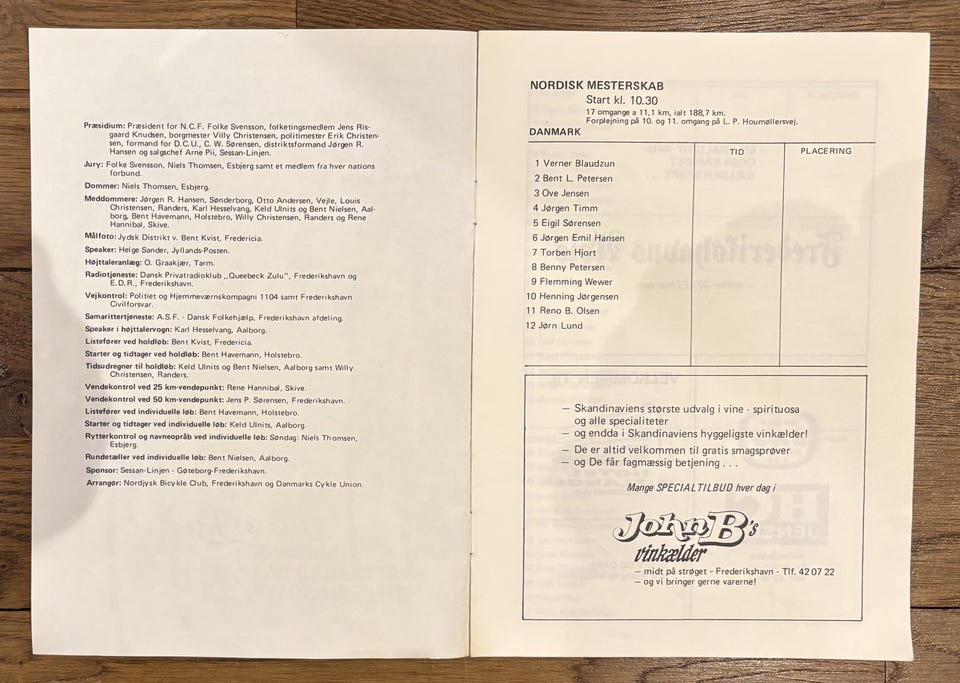 Præsidium: Præsident for N.C.F. Folke Svensson, folketingsmedlem Jens Ris-
gaard Knudsen, borgmester Villy Christensen, politimester Erik Christen-
sen, formand for D.C.U., C. W. Sørensen, distriktsformand Jørgen R.
Hansen og salgschef Arne Pii, Sessan-Linjen.
Jury: Folke Svensson, Niels Thomsen, Esbjerg samt et medlem fra hver nations
forbund.
Dommer: Niels Thomsen, Esbjerg.
Meddommere: Jørgen R. Hansen, Sønderborg, Otto Andersen, Vejle, Louis
Christensen, Randers, Karl Hesselvang, Keld Ulnits og Bent Nielsen, Aal-
borg, Bent Havemann, Holstebro, Willy Christensen, Randers og Rene
Hannibal, Skive.
Målfoto: Jydsk Distrikt v. Bent Kvist, Fredericia.
Speaker: Helge Sander, Jyllands-Posten.
Højttaleranlæg: O. Graakjær, Tarm.
Radiotjeneste: Dansk Privatradioklub „Queebeck Zulu", Frederikshavn og
E.D.R., Frederikshavn.
Vejkontrol: Politiet og Hjemmeværnskompagni 1104 samt Frederikshavn
Civilforsvar.
Samarittertjeneste: A.S.F. - Dansk Folkehjælp, Frederikshavn afdeling.
Speaker i højttalervogn: Karl Hesselvang, Aalborg.
Listefører ved holdløb: Bent Kvist, Fredericia.
Starter og tidtager ved holdløb: Bent Havemann, Holstebro.
Tidsudregner til holdløb: Keld Ulnits og Bent Nielsen, Aalborg samt Willy
Christensen, Randers.
Vendekontrol ved 25 km-vendepunkt: Rene Hannibal, Skive.
Vendekontrol ved 50 km-vendepunkt: Jens P. Sørensen, Frederikshavn.
Listefører ved individuelle løb: Bent Havemann, Holstebro.
Starter og tidtager ved individuelle løb: Keld Ulnits, Aalborg.
Rytterkontrol og navneopråb ved individuelle løb: Søndag: Niels Thomsen,
Esbjerg.
Rundetæller ved individuelle løb: Bent Nielsen, Aalborg.
Sponsor: Sessan-Linjen - Gøteborg-Frederikshavn.
Arrangør: Nordjysk Bicykle Club, Frederikshavn og Danmarks Cykle Union.
NORDISK MESTERSKAB
Start kl. 10.30
17 omgange a 11,1 km, ialt 188,7 km.
Forplejning på 10. og 11. omgang på L. P. Houmøllersvej.
DANMARK
TID
PLACERING
1 Verner Blaudzun
2 Bent L. Petersen
3 Ove Jensen
4 Jørgen Timm
5 Eigil Sørensen
6 Jørgen Emil Hansen
7 Torben Hjort
8 Benny Petersen
9 Flemming Wewer
10 Henning Jørgensen
11 Reno B. Olsen
12 Jørn Lund
— Skandinaviens største udvalg i vine - spirituosa
og alle specialiteter
— og endda i Skandinaviens hyggeligste vinkælder!
— De er altid velkommen til gratis smagsprøver
— og De får fagmæssig betjening . . .
Mange SPECIALTILBUD hver dag i
John B's
vinkælder
— midt på strøget - Frederikshavn - Tlf. 42 07 22
— og vi bringer gerne varerne!